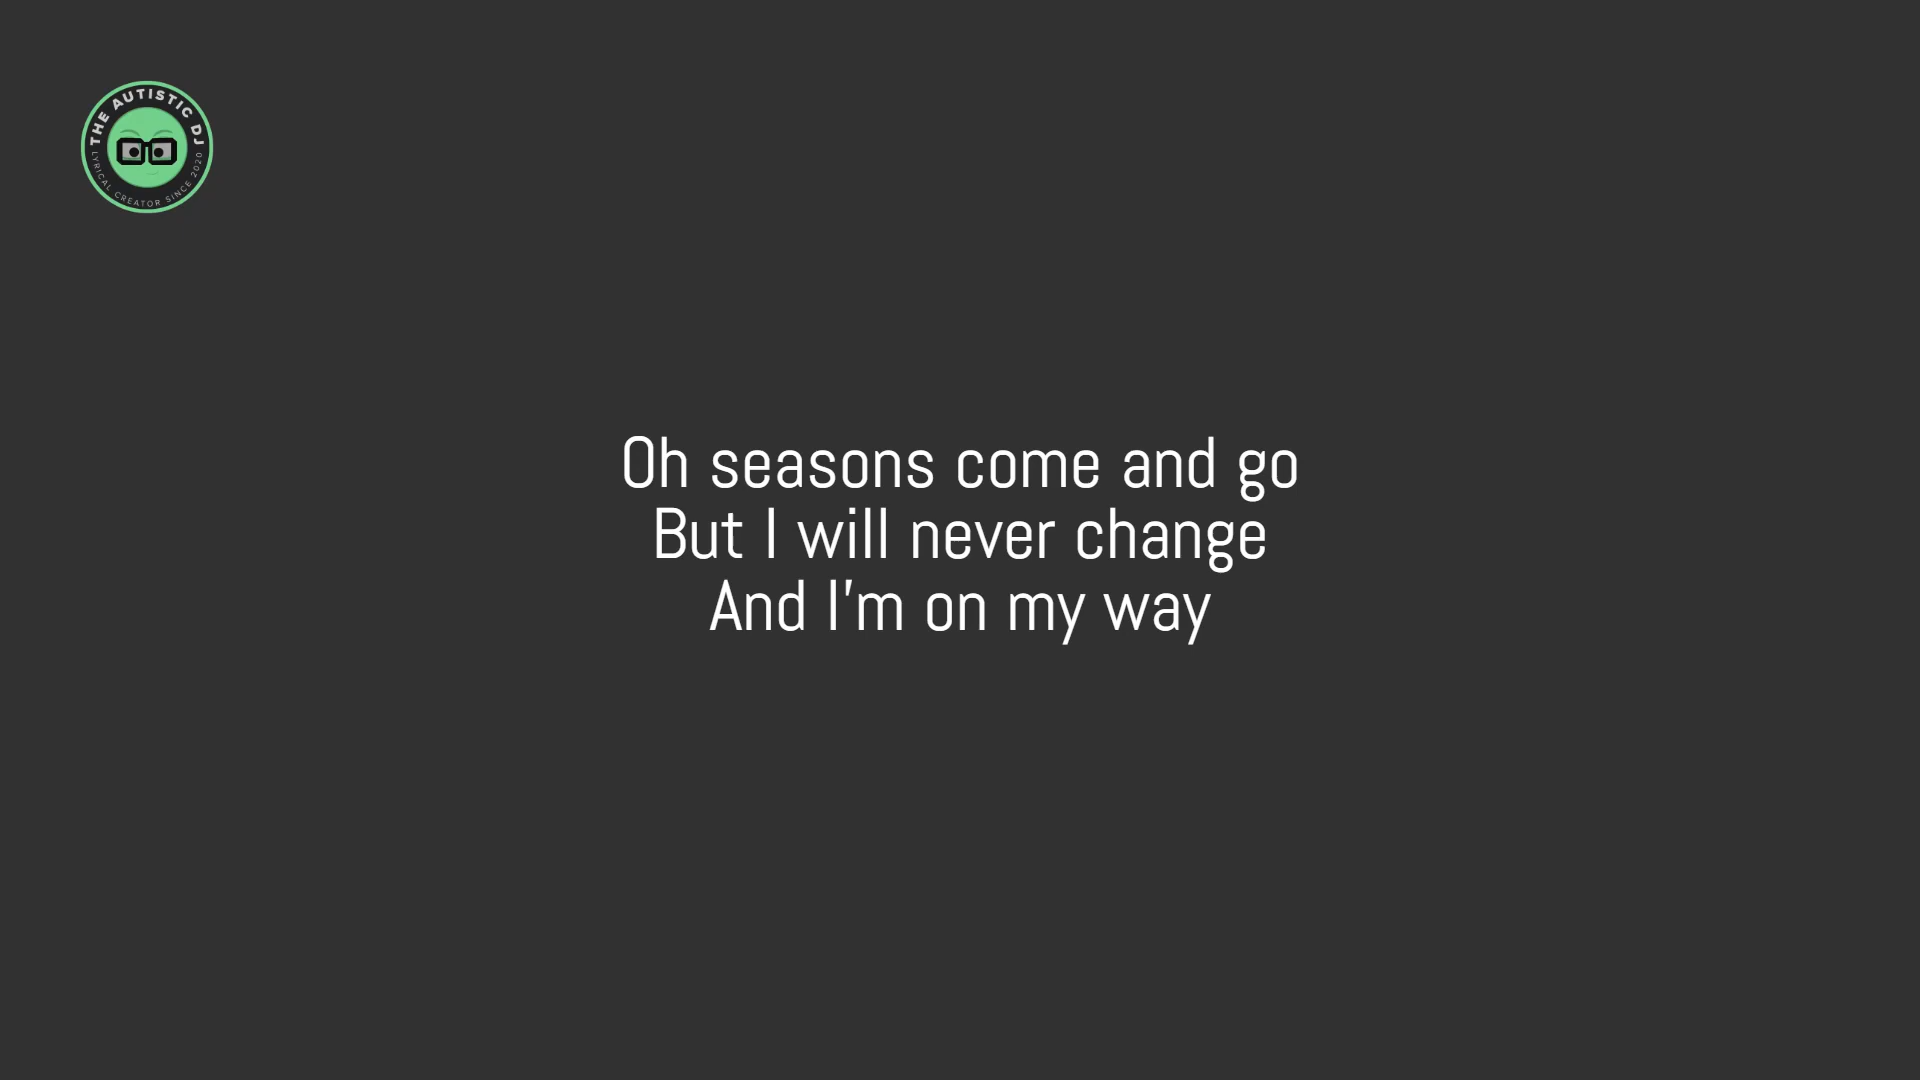 THE AUTISTIC DJ
LYRICAL CREATOR SINCE 2020
Oh seasons come and go
But I will never change
And I'm on my way